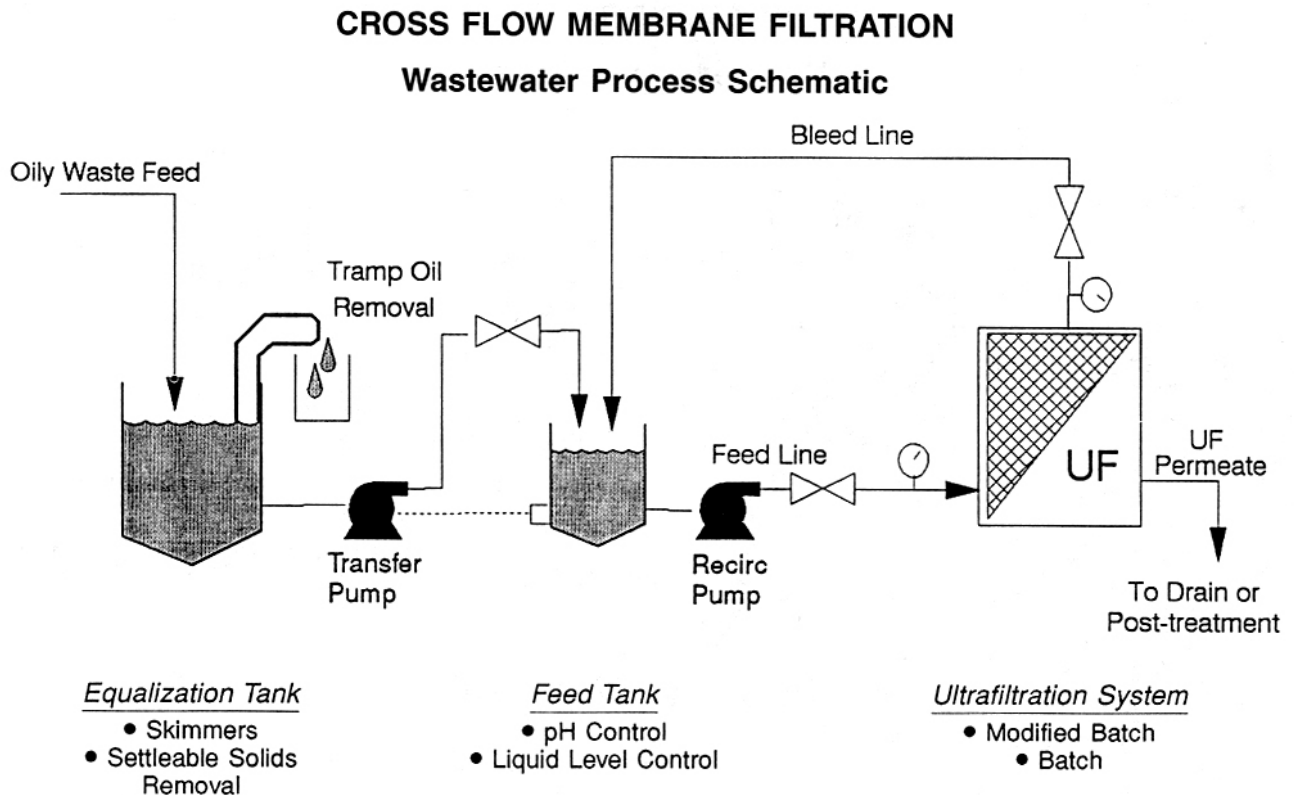 CROSS FLOW MEMBRANE FILTRATION
Wastewater Process Schematic
Bleed Line
Oily Waste Feed
Tramp Oil
Removal
Feed Line
UF
UF
Permeate
Transfer
Pump
Recirc
Pump
To Drain or
Post-treatment
Equalization Tank
● Skimmers
● Settleable Solids
Removal
Feed Tank
● pH Control
● Liquid Level Control
Ultrafiltration System
● Modified Batch
● Batch